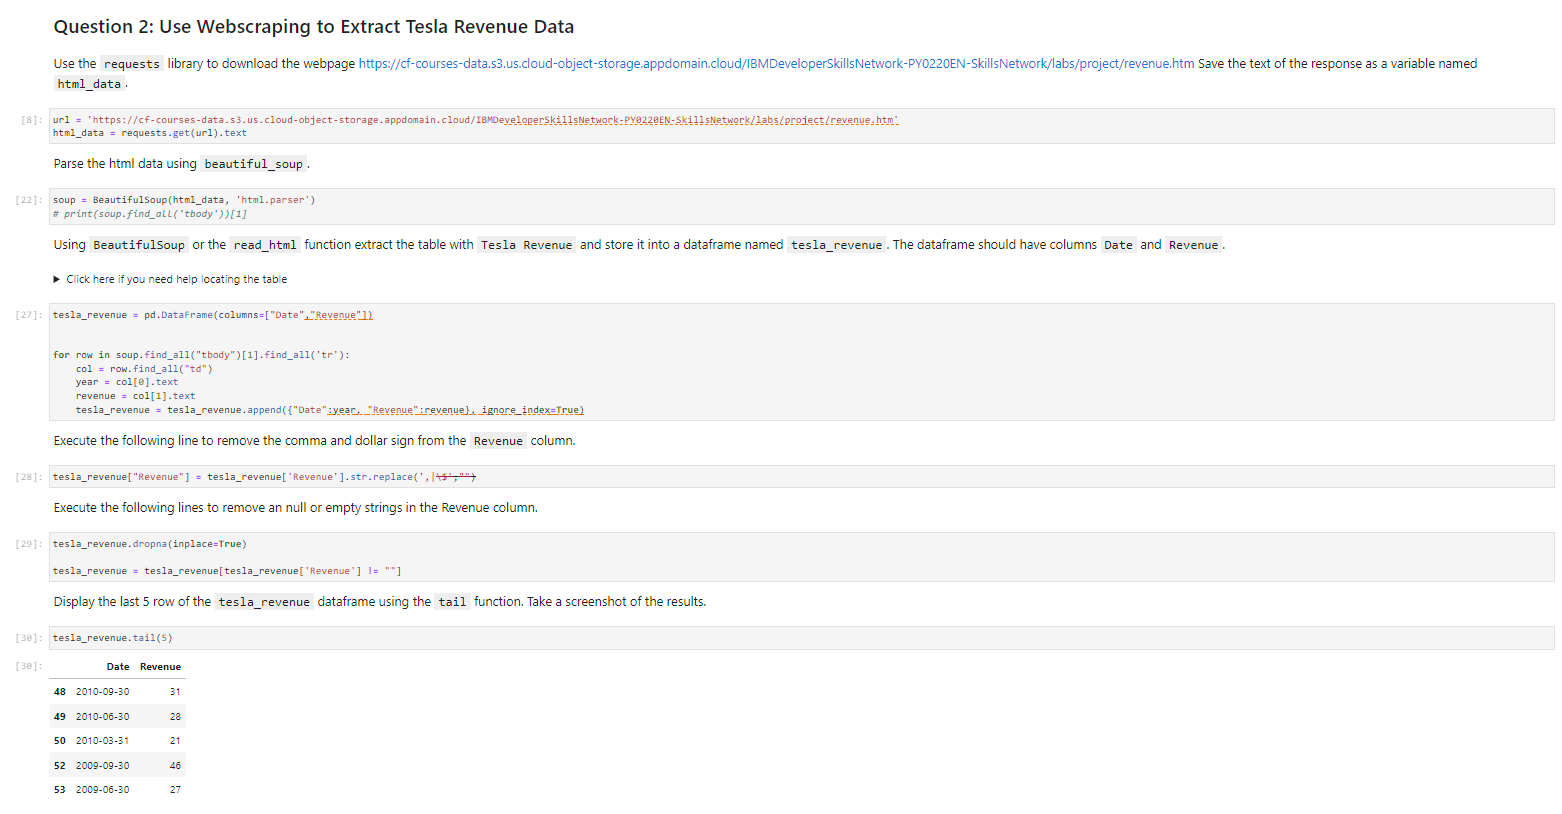 Question 2: Use Webscraping to Extract Tesla Revenue Data
Use the requests library to download the webpage https://cf-courses-data.s3.us.cloud-object-storage.appdomain.cloud/IBMDeveloperSkillsNetwork-PY0220EN-SkillsNetwork/labs/project/revenue.htm Save the text of the response as a variable named
html_data.
[8]: url = 'https://cf-courses-data.s3.us.cloud-object-storage.appdomain.cloud/IBMDeveloperSkillsNetwork-PY0220EN-SkillsNetwork/labs/project/revenue.htm'
html_data = requests.get(url).text
Parse the html data using beautiful_soup.
[22]: soup = BeautifulSoup(html_data, 'html.parser')
# print(soup.find_all('tbody'))[1]
Using BeautifulSoup or the read_html function extract the table with Tesla Revenue and store it into a dataframe named tesla_revenue. The dataframe should have columns Date and Revenue.
▶ Click here if you need help locating the table
[27]: tesla_revenue = pd.DataFrame(columns=["Date","Revenue"])
for row in soup.find_all("tbody")[1].find_all('tr'):
    col = row.find_all("td")
    year = col[0].text
    revenue = col[1].text
    tesla_revenue = tesla_revenue.append({"Date":year, "Revenue":revenue}, ignore_index=True)
Execute the following line to remove the comma and dollar sign from the Revenue column.
[28]: tesla_revenue["Revenue"] = tesla_revenue['Revenue'].str.replace(',|\$',"")
Execute the following lines to remove an null or empty strings in the Revenue column.
[29]: tesla_revenue.dropna(inplace=True)
tesla_revenue = tesla_revenue[tesla_revenue['Revenue'] != ""]
Display the last 5 row of the tesla_revenue dataframe using the tail function. Take a screenshot of the results.
[30]: tesla_revenue.tail(5)
[30]: Date Revenue
48 2010-09-30 31
49 2010-06-30 28
50 2010-03-31 21
52 2009-09-30 46
53 2009-06-30 27